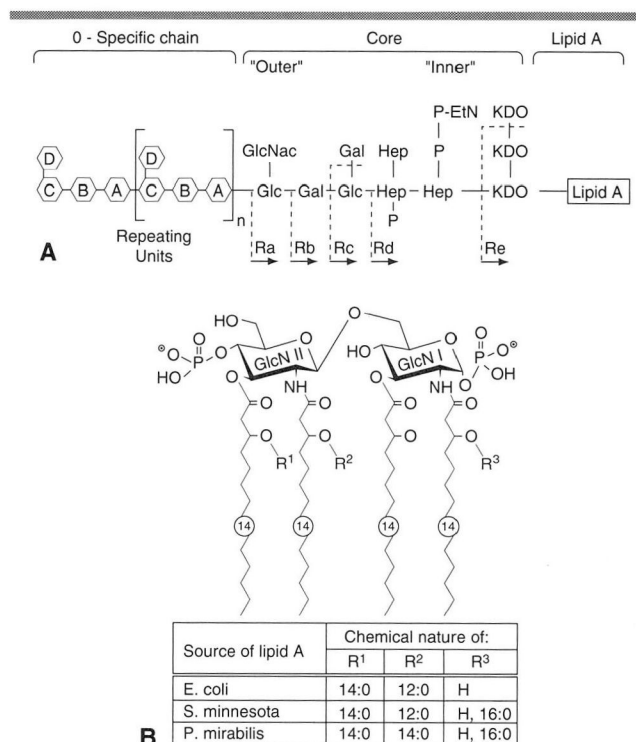 0 - Specific chain Core Lipid A
"Outer" "Inner"
P-EtN KDO
D D GlcNac Gal Hep P KDO
C B A C B A Glc Gal Glc Hep Hep KDO Lipid A
n P
Repeating
Units
A Ra Rb Rc Rd Re
HO O
O HO O O O
⊖ O P O GlcN II HO GlcN I P O ⊖
HO O NH O NH O OH
O O O O
O O O O
R¹ R² R³
14 14 14 14
Source of lipid A Chemical nature of:
R¹ R² R³
E. coli 14:0 12:0 H
S. minnesota 14:0 12:0 H, 16:0
P. mirabilis 14:0 14:0 H, 16:0
B